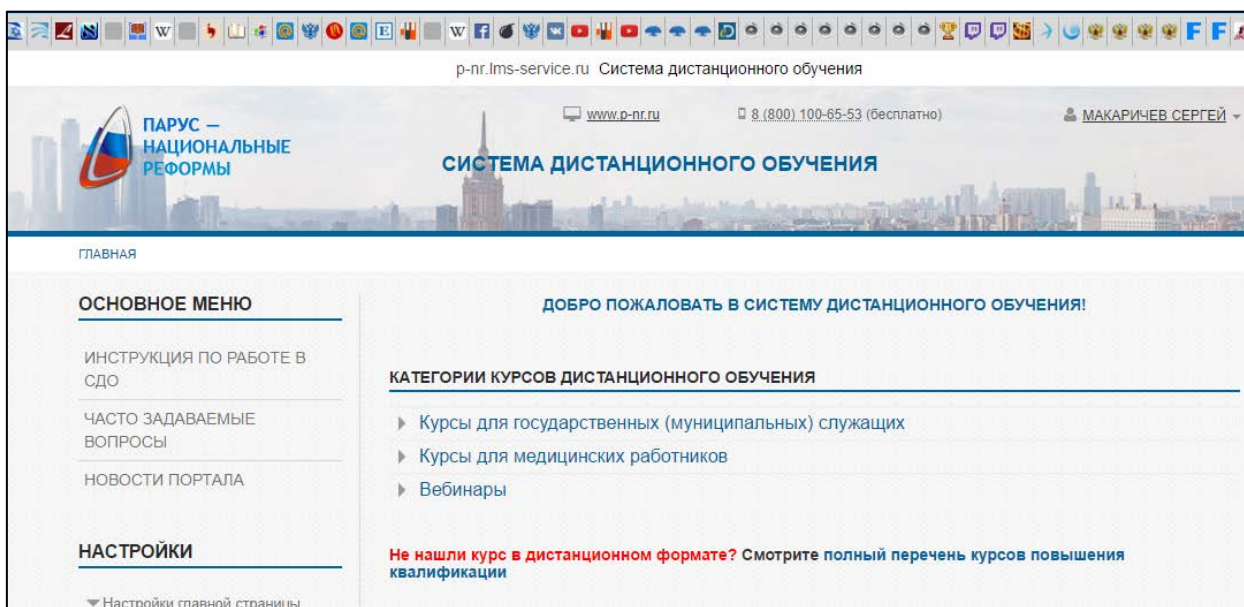 p-nr.lms-service.ru Система дистанционного обучения
ПАРУС –
НАЦИОНАЛЬНЫЕ
РЕФОРМЫ
www.p-nr.ru
8 (800) 100-65-53 (бесплатно)
МАКАРИЧЕВ СЕРГЕЙ
СИСТЕМА ДИСТАНЦИОННОГО ОБУЧЕНИЯ
ГЛАВНАЯ
ОСНОВНОЕ МЕНЮ
ИНСТРУКЦИЯ ПО РАБОТЕ В
СДО
ЧАСТО ЗАДАВАЕМЫЕ
ВОПРОСЫ
НОВОСТИ ПОРТАЛА
НАСТРОЙКИ
Настройки главной страницы
ДОБРО ПОЖАЛОВАТЬ В СИСТЕМУ ДИСТАНЦИОННОГО ОБУЧЕНИЯ!
КАТЕГОРИИ КУРСОВ ДИСТАНЦИОННОГО ОБУЧЕНИЯ
Курсы для государственных (муниципальных) служащих
Курсы для медицинских работников
Вебинары
Не нашли курс в дистанционном формате? Смотрите полный перечень курсов повышения
квалификации